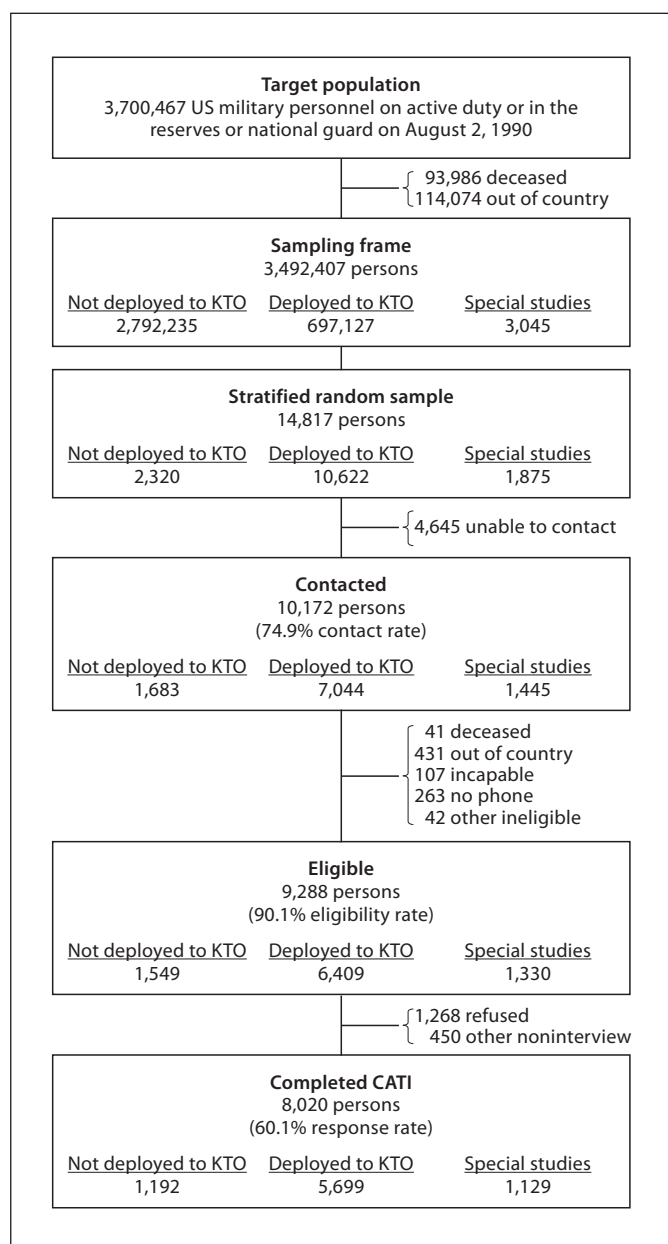 Target population
3,700,467 US military personnel on active duty or in the
reserves or national guard on August 2, 1990
93,986 deceased
114,074 out of country
Sampling frame
3,492,407 persons
Not deployed to KTO Deployed to KTO Special studies
2,792,235 697,127 3,045
Stratified random sample
14,817 persons
Not deployed to KTO Deployed to KTO Special studies
2,320 10,622 1,875
4,645 unable to contact
Contacted
10,172 persons
(74.9% contact rate)
Not deployed to KTO Deployed to KTO Special studies
1,683 7,044 1,445
41 deceased
431 out of country
107 incapable
263 no phone
42 other ineligible
Eligible
9,288 persons
(90.1% eligibility rate)
Not deployed to KTO Deployed to KTO Special studies
1,549 6,409 1,330
1,268 refused
450 other noninterview
Completed CATI
8,020 persons
(60.1% response rate)
Not deployed to KTO Deployed to KTO Special studies
1,192 5,699 1,129